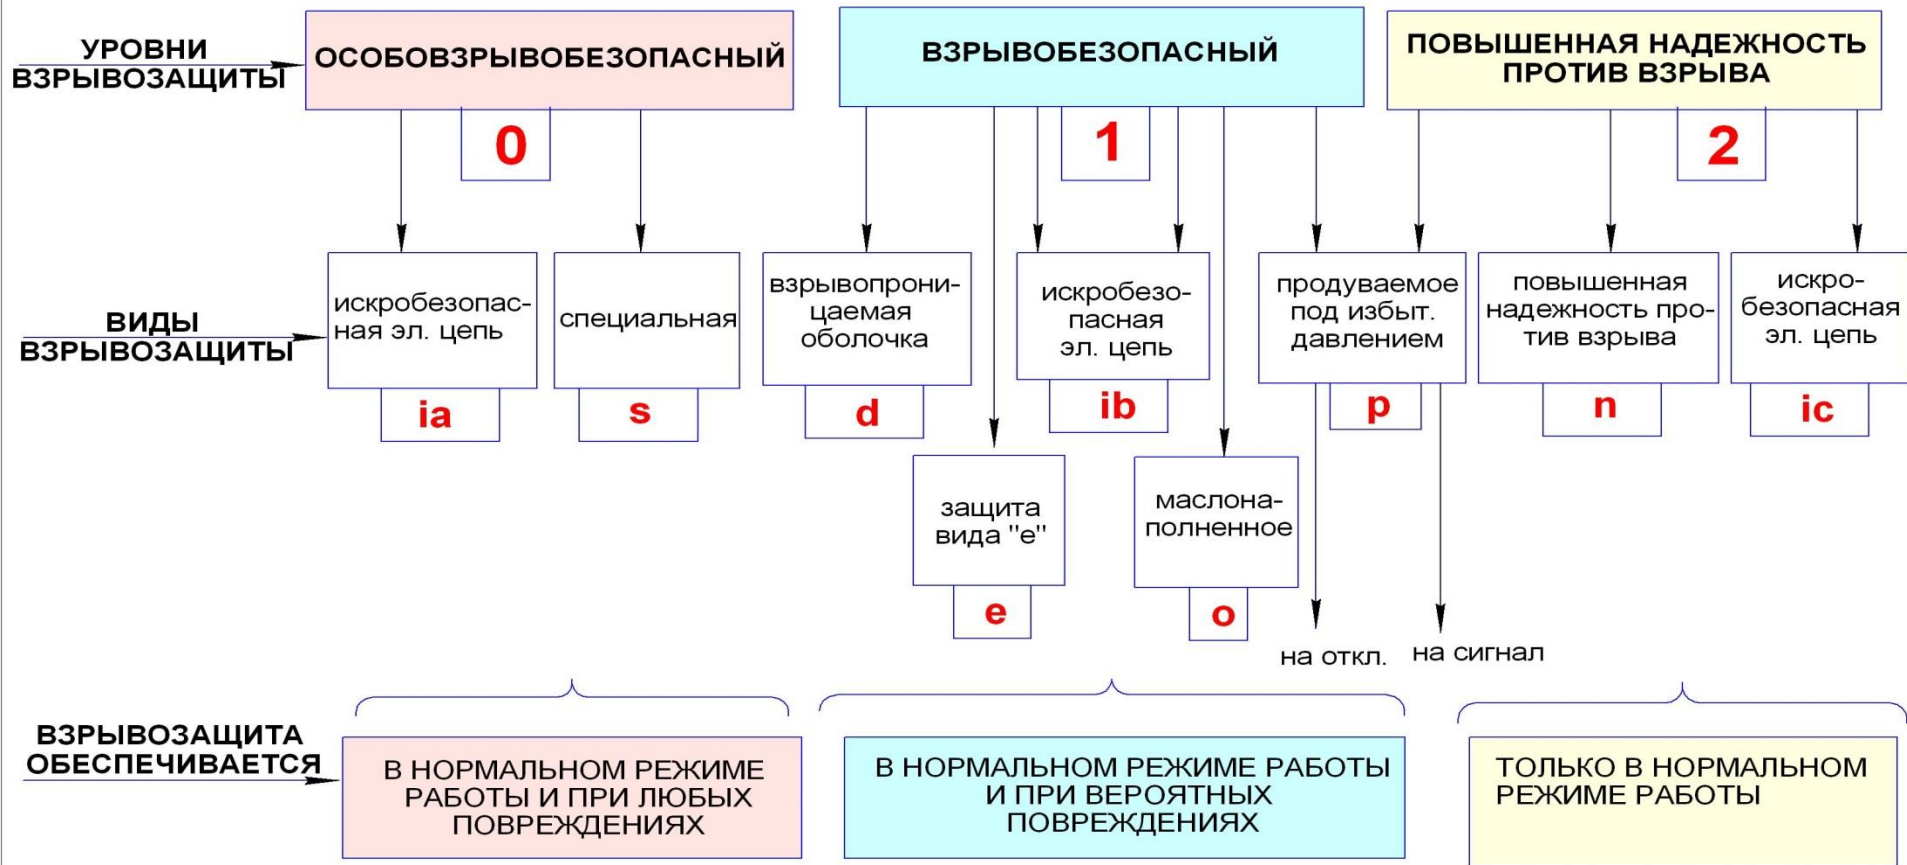 УРОВНИ
ВЗРЫВОЗАЩИТЫ
ОСОБОВЗРЫВОБЕЗОПАСНЫЙ
0
ВЗРЫВОБЕЗОПАСНЫЙ
1
ПОВЫШЕННАЯ НАДЕЖНОСТЬ
ПРОТИВ ВЗРЫВА
2
ВИДЫ
ВЗРЫВОЗАЩИТЫ
искробезопас-
ная эл. цепь
ia
специальная
s
взрывопрони-
цаемая
оболочка
d
искробезо-
пасная
эл. цепь
ib
продуваемое
под избыт.
давлением
p
повышенная
надежность про-
тив взрыва
n
искро-
безопасная
эл. цепь
ic
защита
вида "е"
e
маслона-
полненное
o
на откл.
на сигнал
ВЗРЫВОЗАЩИТА
ОБЕСПЕЧИВАЕТСЯ
В НОРМАЛЬНОМ РЕЖИМЕ
РАБОТЫ И ПРИ ЛЮБЫХ
ПОВРЕЖДЕНИЯХ
В НОРМАЛЬНОМ РЕЖИМЕ РАБОТЫ
И ПРИ ВЕРОЯТНЫХ
ПОВРЕЖДЕНИЯХ
ТОЛЬКО В НОРМАЛЬНОМ
РЕЖИМЕ РАБОТЫ